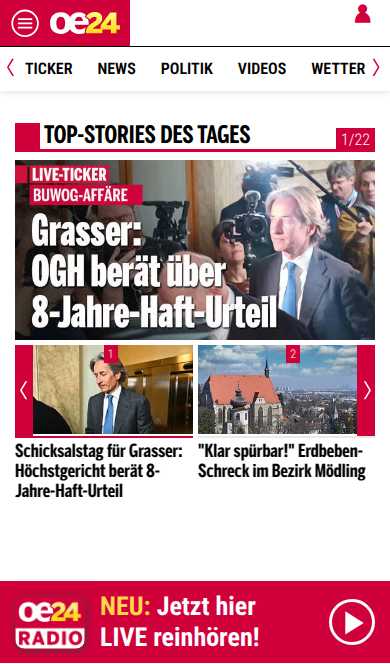 oe24
TICKER NEWS POLITIK VIDEOS WETTER
TOP-STORIES DES TAGES
1/22
LIVE-TICKER
BUWOG-AFFÄRE
Grasser:
OGH berät über
8-Jahre-Haft-Urteil
1
2
Schicksalstag für Grasser:
Höchstgericht berät 8-
Jahre-Haft-Urteil
"Klar spürbar!" Erdbeben-
Schreck im Bezirk Mödling
oe24
RADIO
NEU: Jetzt hier
LIVE reinhören!